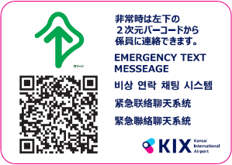 非常時は左下の
2次元バーコードから
係員に連絡できます。
EMERGENCY TEXT
MESSEAGE
비상 연락 채팅 시스템
紧急联络聊天系统
緊急聯絡聊天系統
KIX Kansai
International
Airport